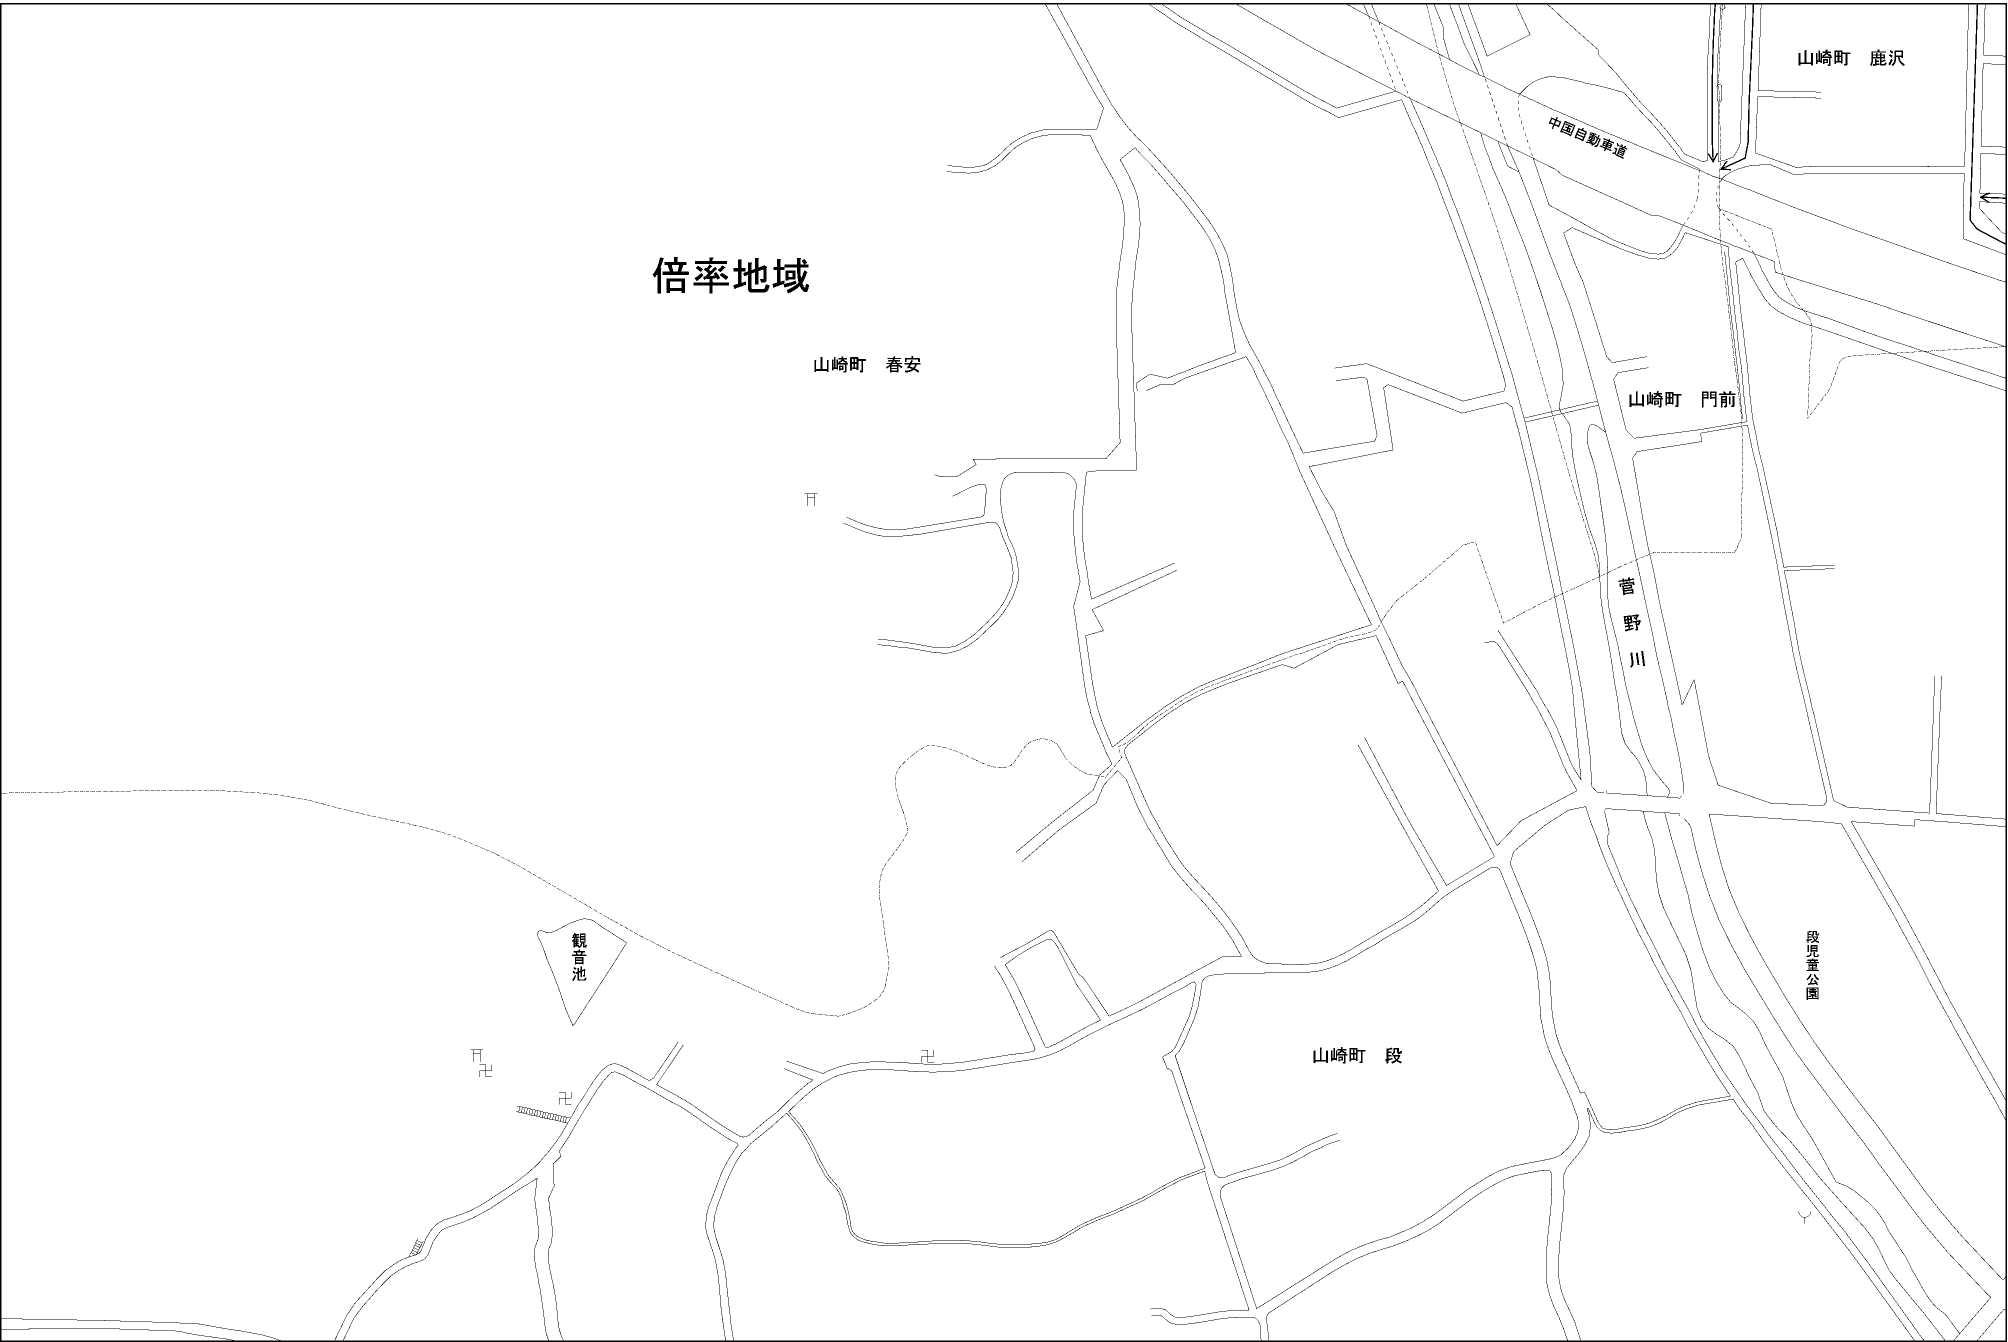 山崎町　鹿沢
中国自動車道
倍率地域
山崎町　春安
山崎町　門前
菅野川
観音池
段児童公園
山崎町　段